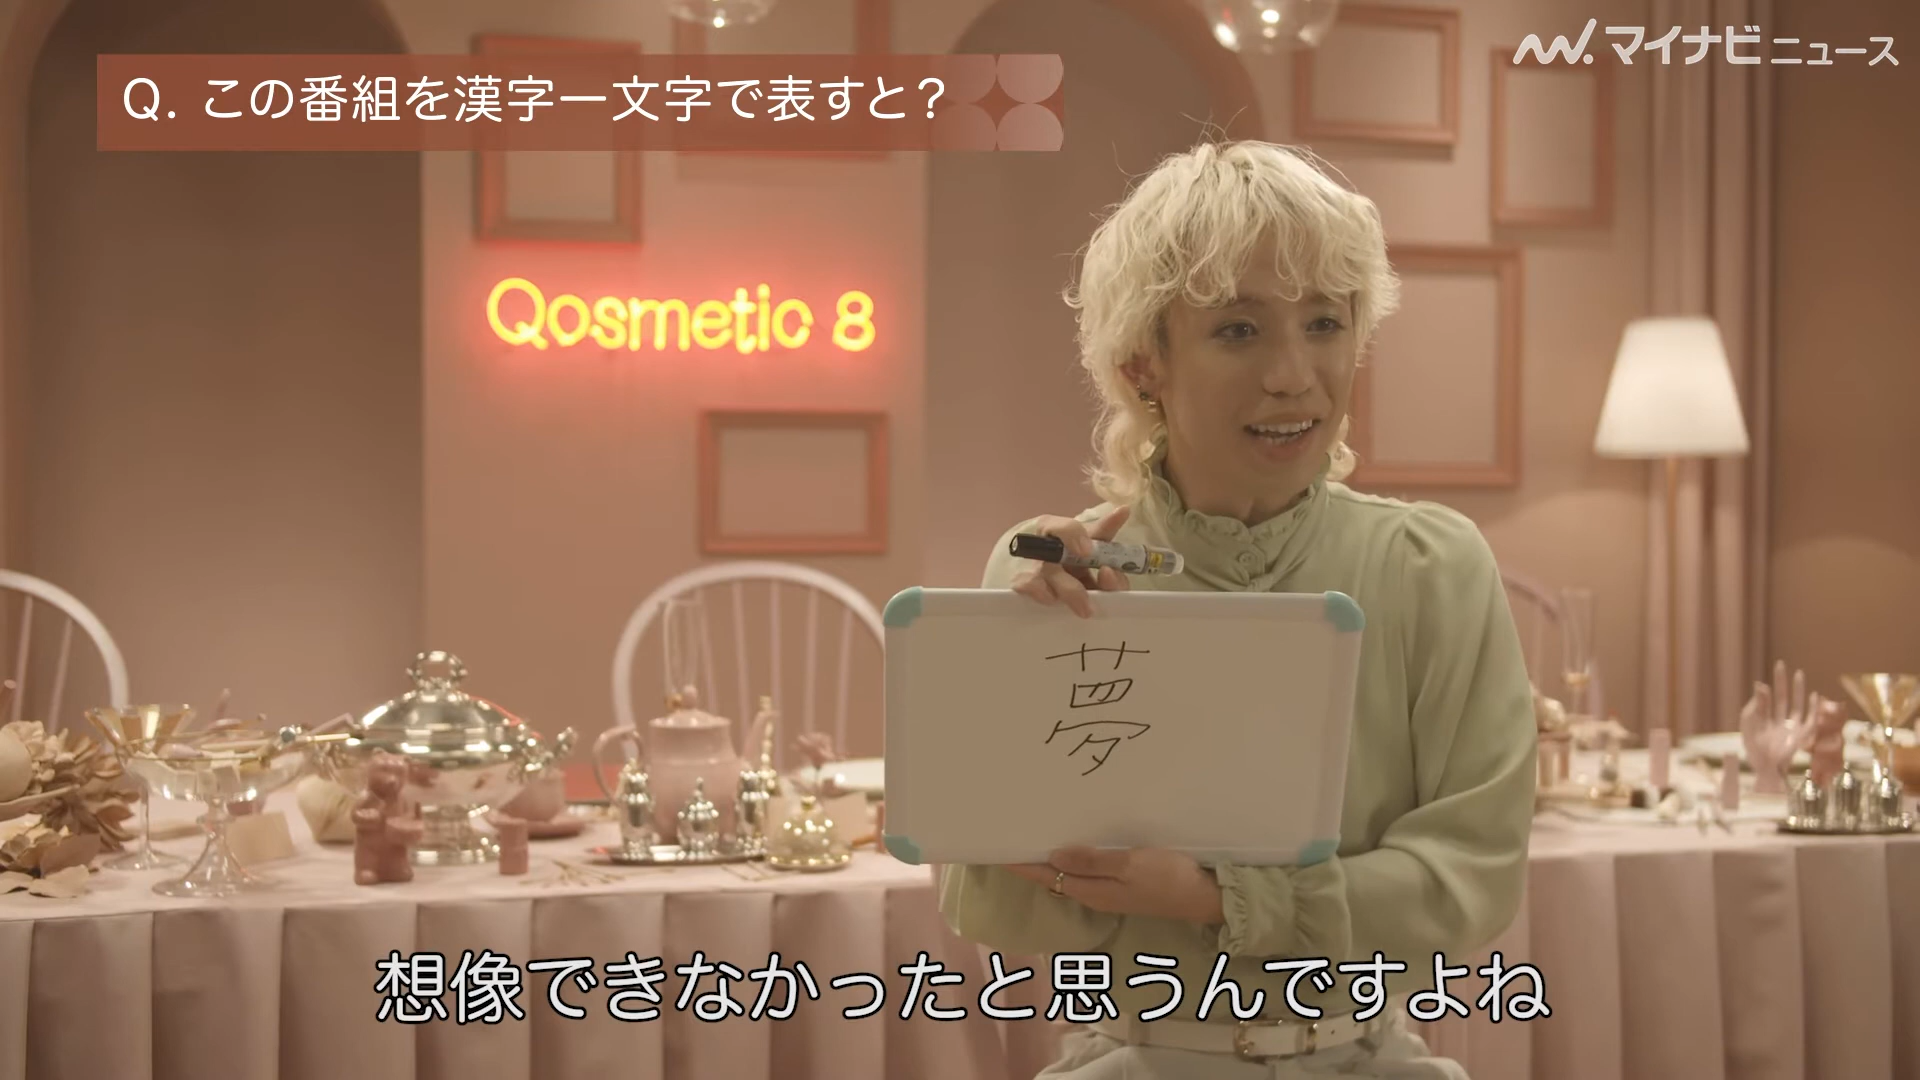 マイナビニュース
Q. この番組を漢字一文字で表すと?
Qosmetic 8
夢
想像できなかったと思うんですよね